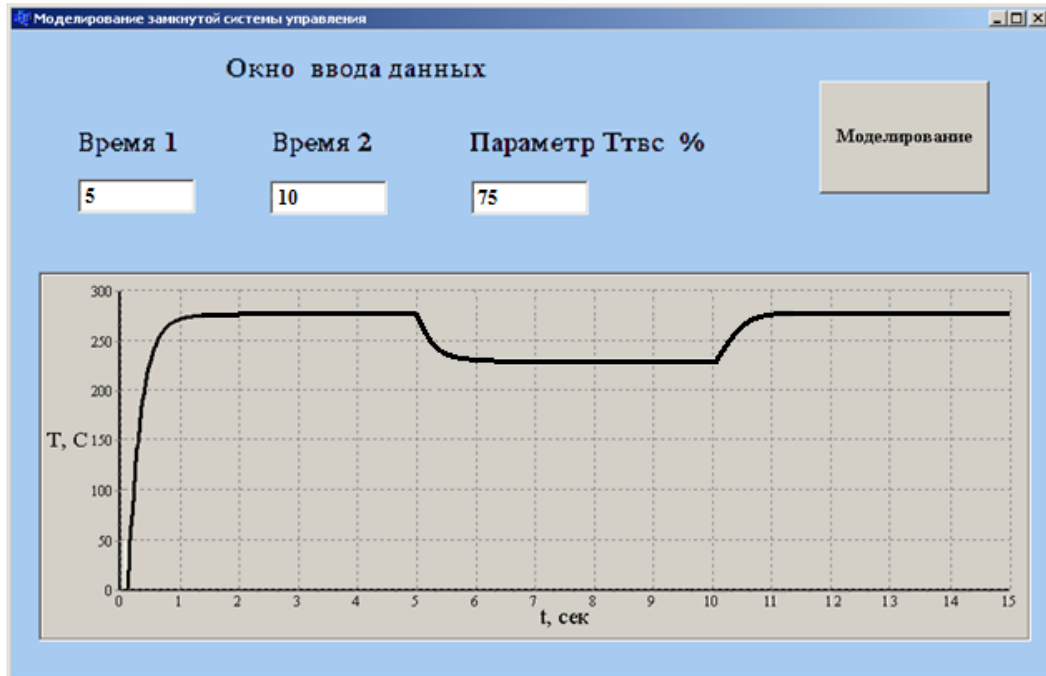 Моделирование замкнутой системы управления
Окно ввода данных
Время 1 Время 2 Параметр Ттвс %
Моделирование
5 10 75
300
250
200
T, C 150
100
50
0
0 1 2 3 4 5 6 7 8 9 10 11 12 13 14 15
t, сек